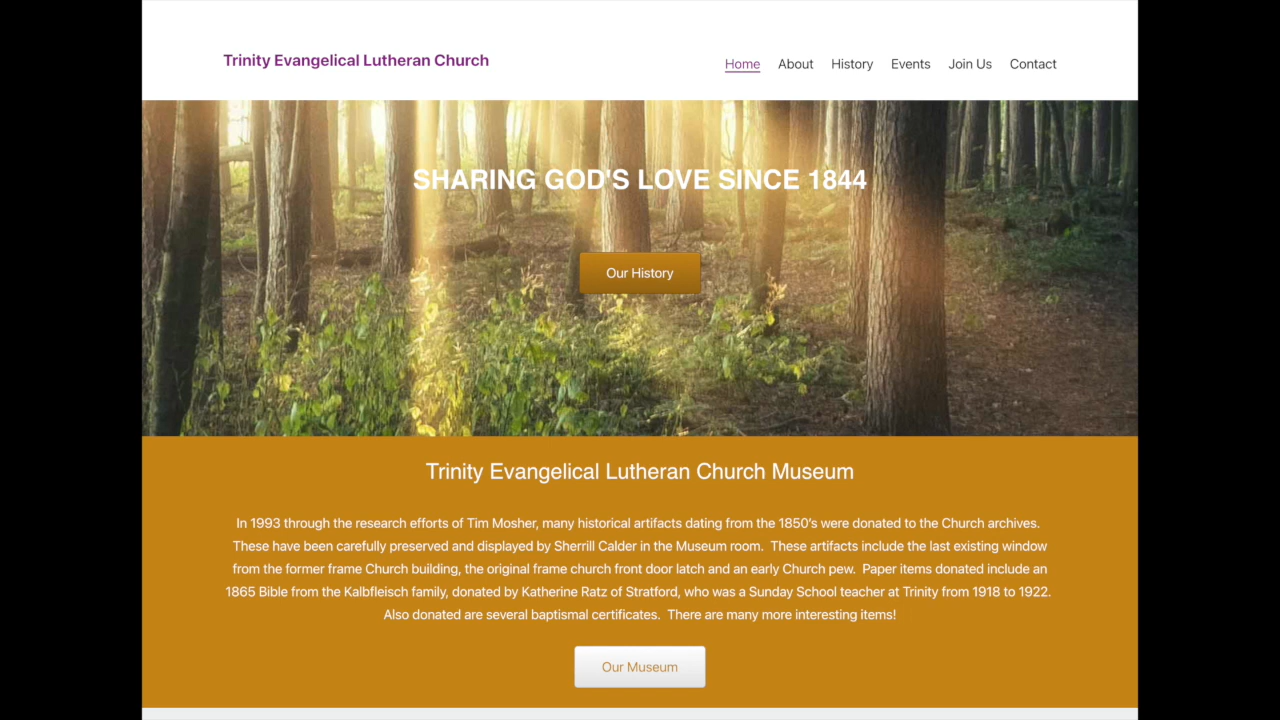 Trinity Evangelical Lutheran Church
Home About History Events Join Us Contact
SHARING GOD'S LOVE SINCE 1844
Our History
Trinity Evangelical Lutheran Church Museum
In 1993 through the research efforts of Tim Mosher, many historical artifacts dating from the 1850's were donated to the Church archives.
These have been carefully preserved and displayed by Sherrill Calder in the Museum room. These artifacts include the last existing window
from the former frame Church building, the original frame church front door latch and an early Church pew. Paper items donated include an
1865 Bible from the Kalbfleisch family, donated by Katherine Ratz of Stratford, who was a Sunday School teacher at Trinity from 1918 to 1922.
Also donated are several baptismal certificates. There are many more interesting items!
Our Museum